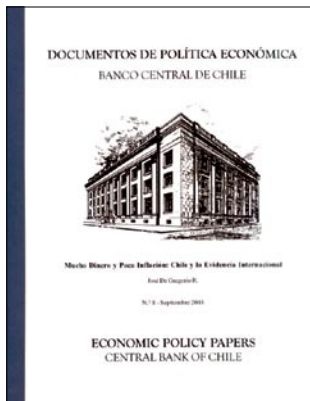 DOCUMENTOS DE POLÍTICA ECONÓMICA
BANCO CENTRAL DE CHILE
Mucho Dinero y Poca Inflación: Chile y la Evidencia Internacional
José De Gregorio R.
N.° 8 - Septiembre 2003
ECONOMIC POLICY PAPERS
CENTRAL BANK OF CHILE